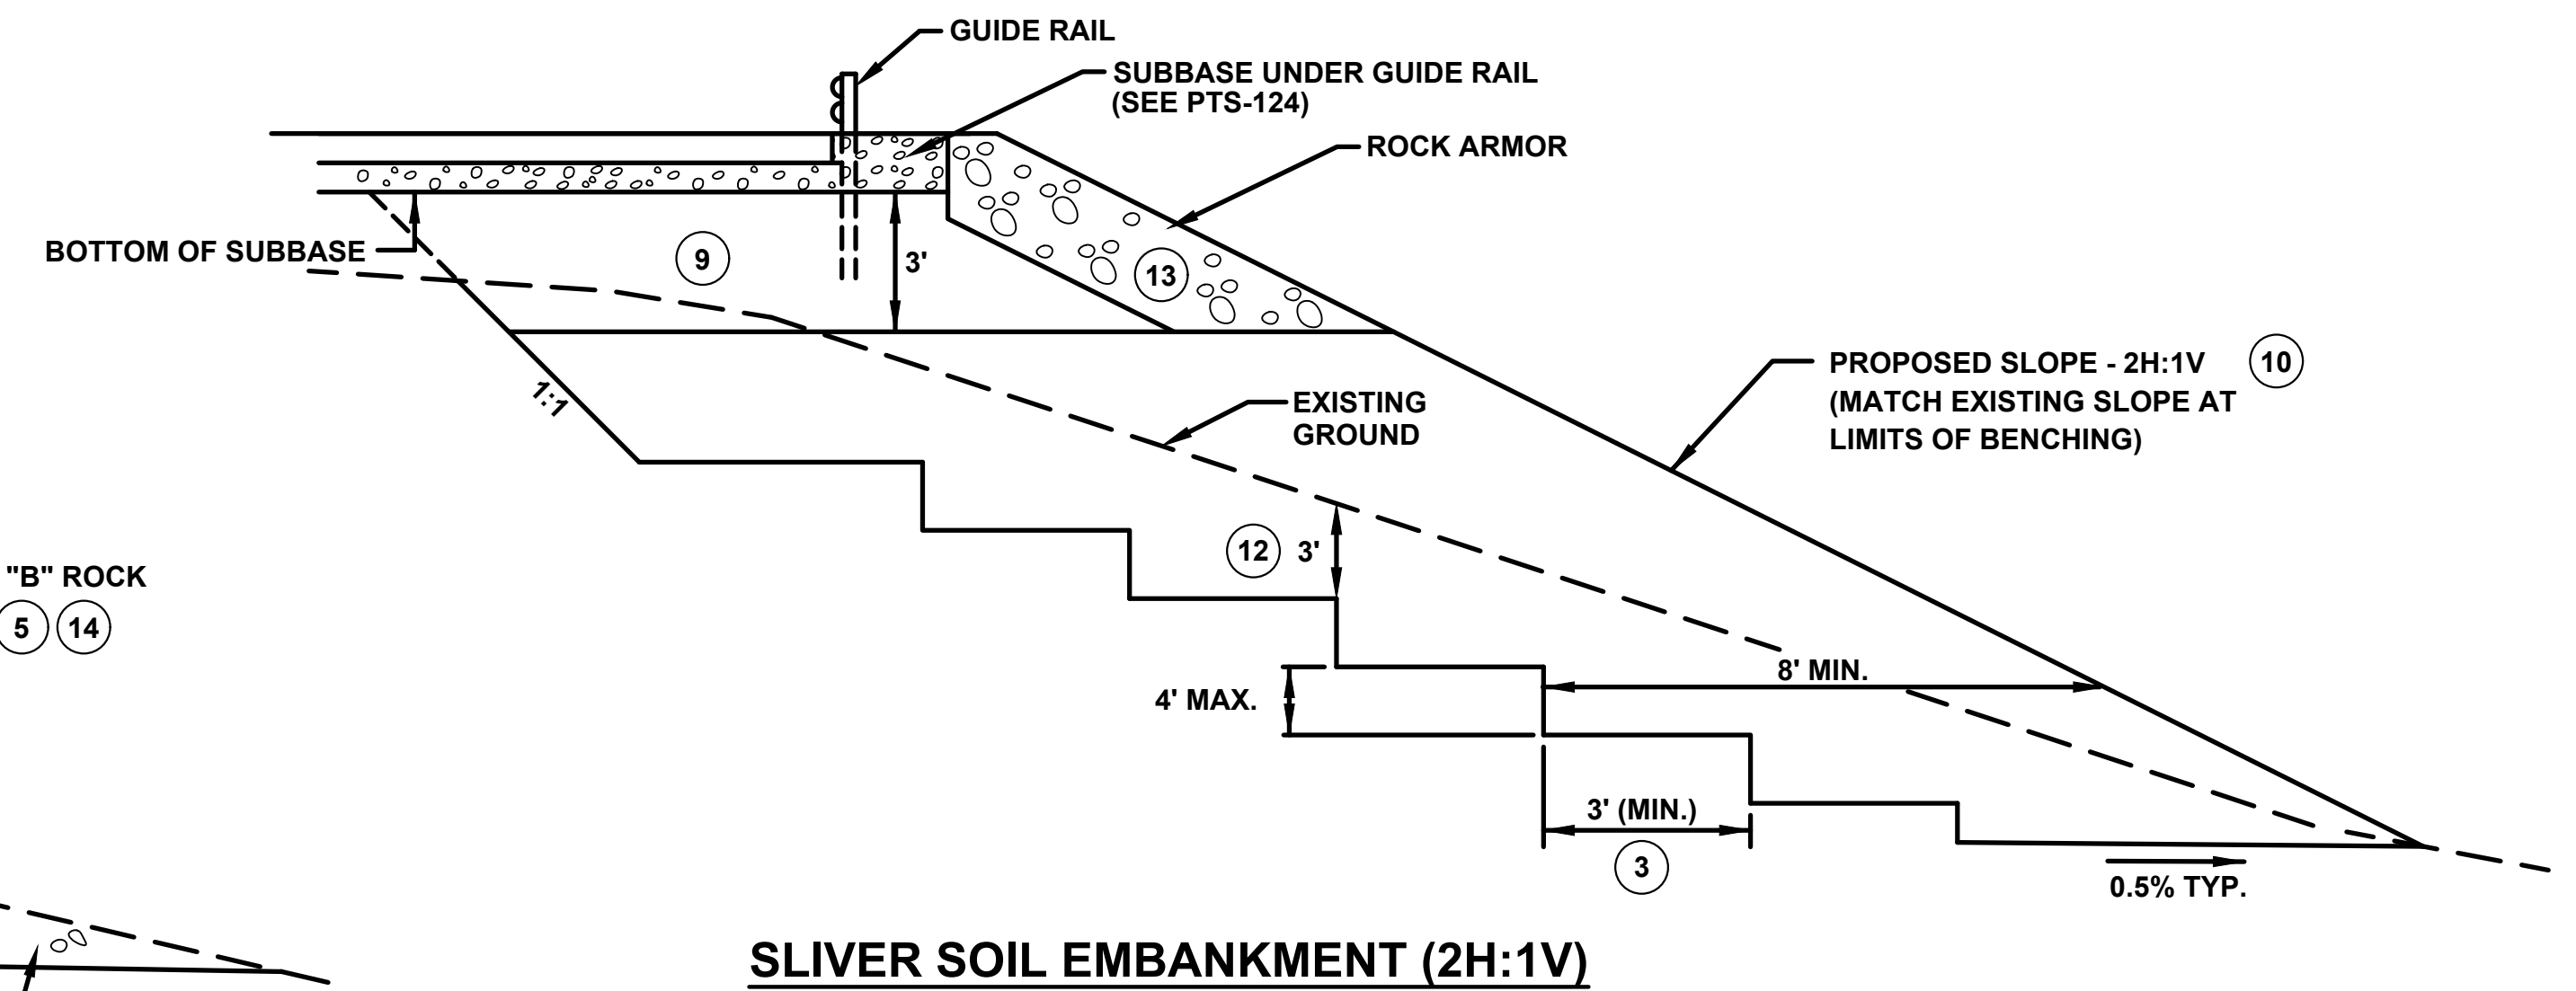 GUIDE RAIL
SUBBASE UNDER GUIDE RAIL
(SEE PTS-124)
ROCK ARMOR
BOTTOM OF SUBBASE
9
3'
13
1:1
EXISTING
GROUND
PROPOSED SLOPE - 2H:1V 10
(MATCH EXISTING SLOPE AT
LIMITS OF BENCHING)
12 3'
"B" ROCK
5 14
4' MAX.
8' MIN.
3' (MIN.)
3
0.5% TYP.
SLIVER SOIL EMBANKMENT (2H:1V)